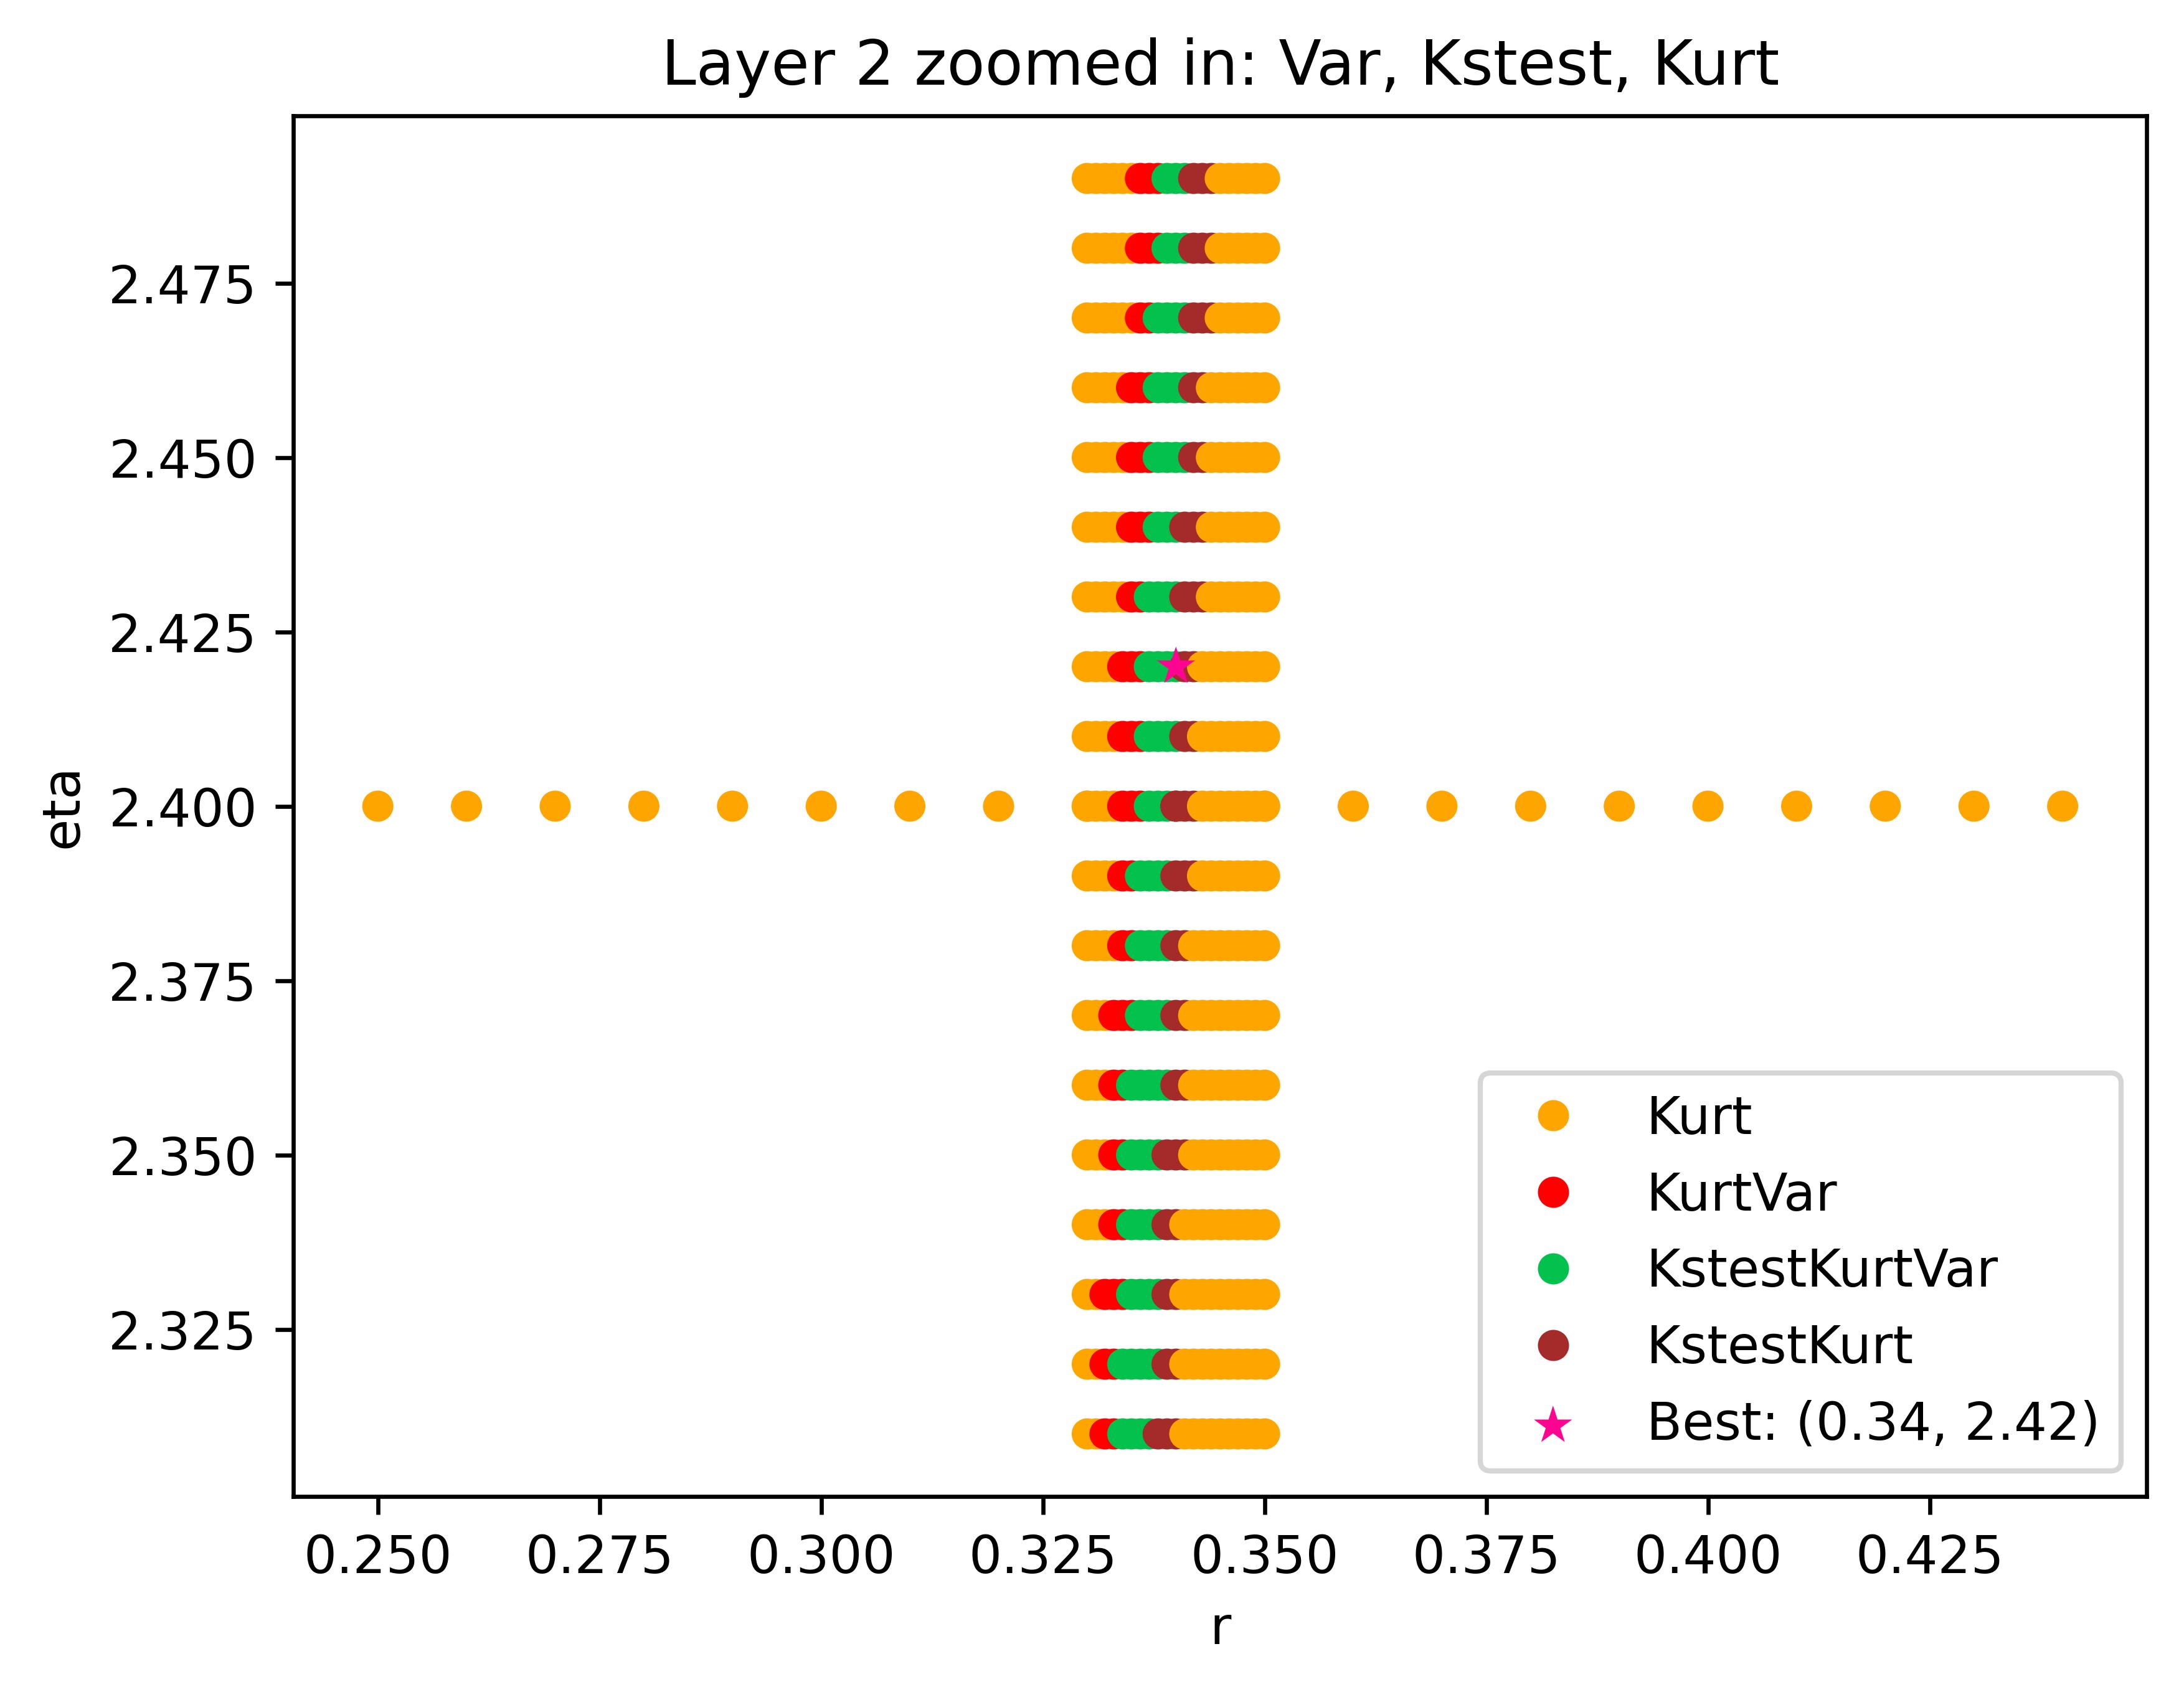 Layer 2 zoomed in: Var, Kstest, Kurt
2.475
2.450
2.425
2.400
2.375
2.350
2.325
eta
Kurt
KurtVar
KstestKurtVar
KstestKurt
Best: (0.34, 2.42)
0.250 0.275 0.300 0.325 0.350 0.375 0.400 0.425
r